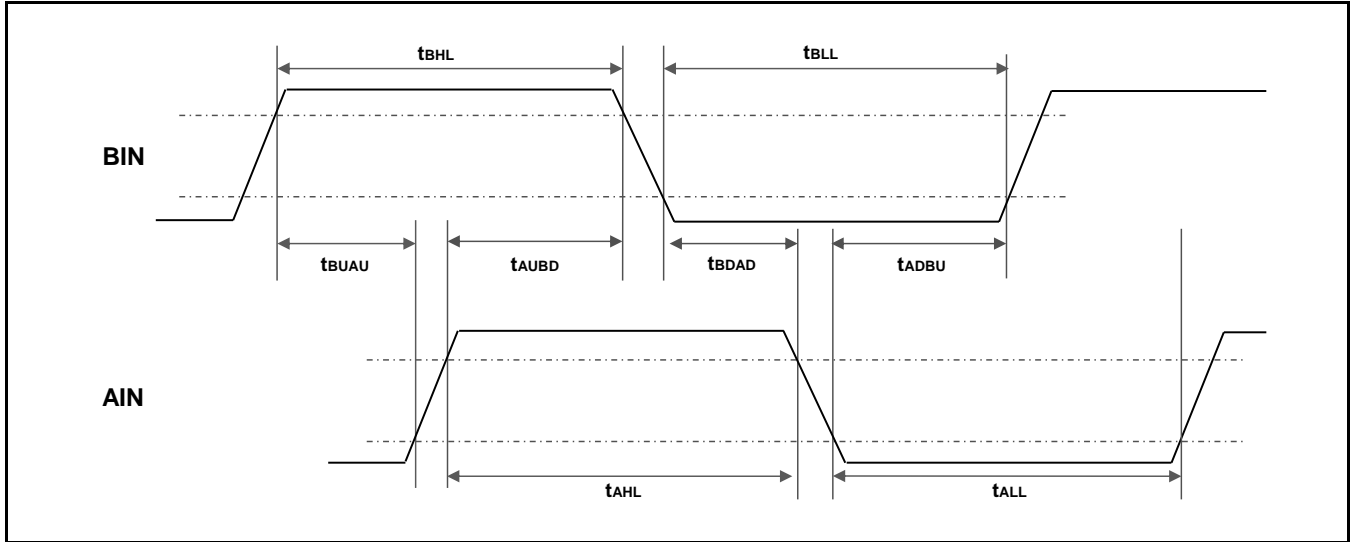 tBHL
tBLL
BIN
tBUAU
tAUBD
tBDAD
tADBU
AIN
tAHL
tALL